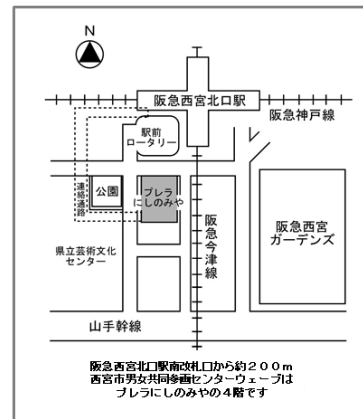 N
阪急西宮北口駅
阪急神戸線
駅前
ロータリー
連絡通路
公園
プレラ
にしのみや
阪急今津線
阪急西宮
ガーデンズ
県立芸術文化
センター
山手幹線
阪急西宮北口駅南改札口から約200m
西宮市男女共同参画センターウェーブは
プレラにしのみやの4階です